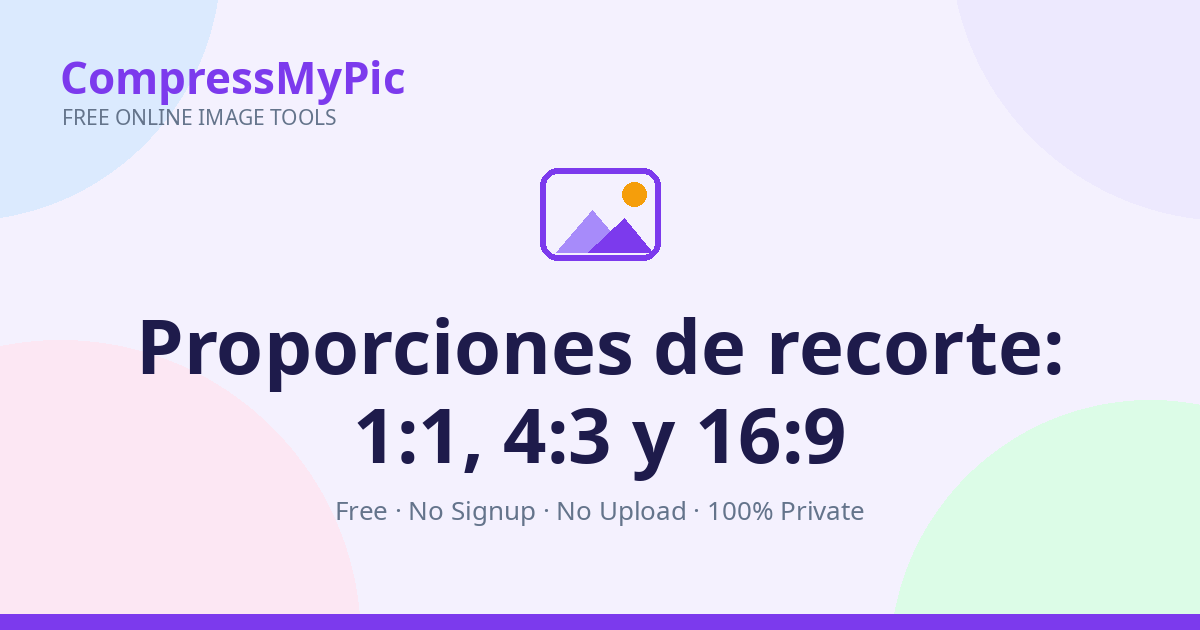 CompressMyPic
FREE ONLINE IMAGE TOOLS
Proporciones de recorte:
1:1, 4:3 y 16:9
Free · No Signup · No Upload · 100% Private